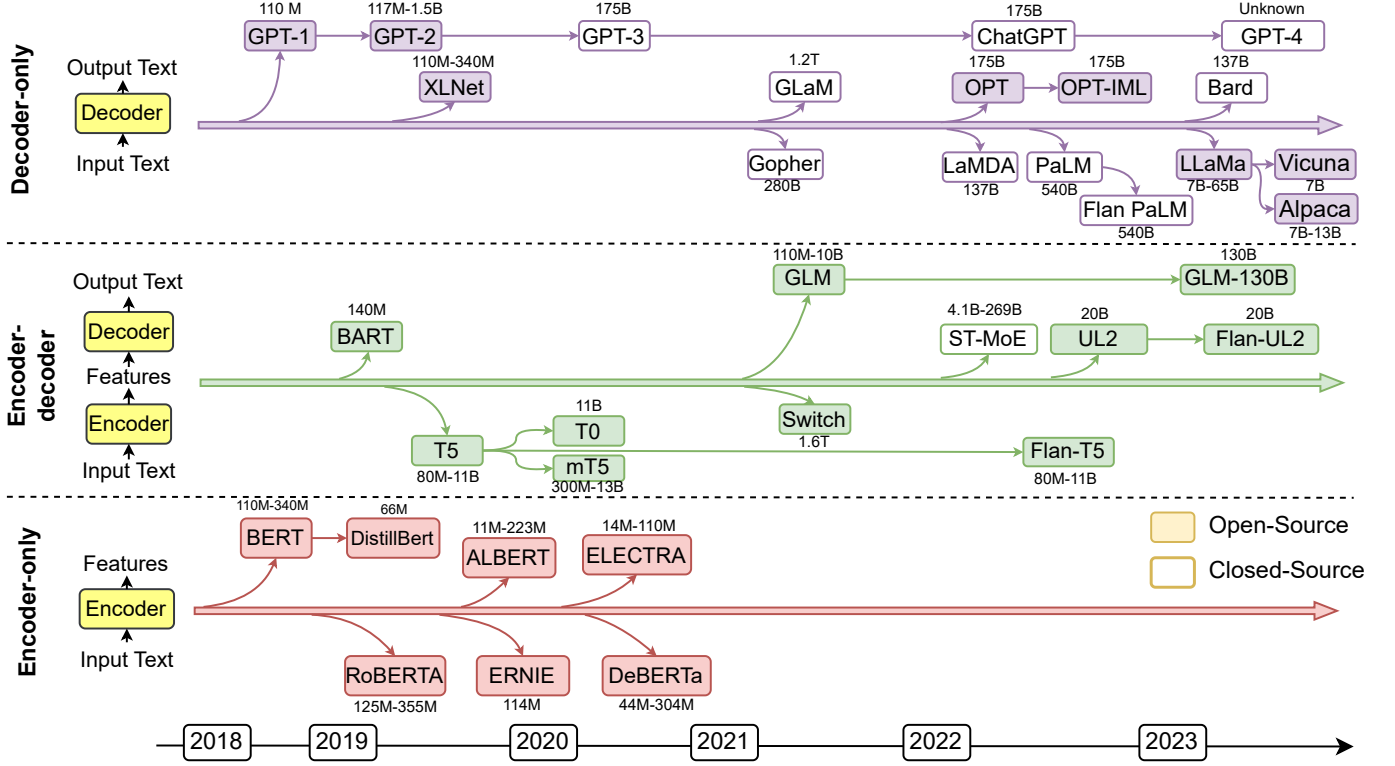 Decoder-only
Output Text
Decoder
Input Text
110 M
GPT-1
117M-1.5B
GPT-2
175B
GPT-3
175B
ChatGPT
Unknown
GPT-4
110M-340M
XLNet
1.2T
GLaM
175B
OPT
175B
OPT-IML
137B
Bard
Gopher
280B
LaMDA
137B
PaLM
540B
Flan PaLM
540B
LLaMa
7B-65B
Vicuna
7B
Alpaca
7B-13B
Encoder-
decoder
Output Text
Decoder
Features
Encoder
Input Text
140M
BART
110M-10B
GLM
130B
GLM-130B
4.1B-269B
ST-MoE
20B
UL2
20B
Flan-UL2
T5
80M-11B
11B
T0
mT5
300M-13B
Switch
1.6T
Flan-T5
80M-11B
Encoder-only
Features
Encoder
Input Text
110M-340M
BERT
66M
DistillBert
11M-223M
ALBERT
14M-110M
ELECTRA
RoBERTA
125M-355M
ERNIE
114M
DeBERTa
44M-304M
Open-Source
Closed-Source
2018
2019
2020
2021
2022
2023